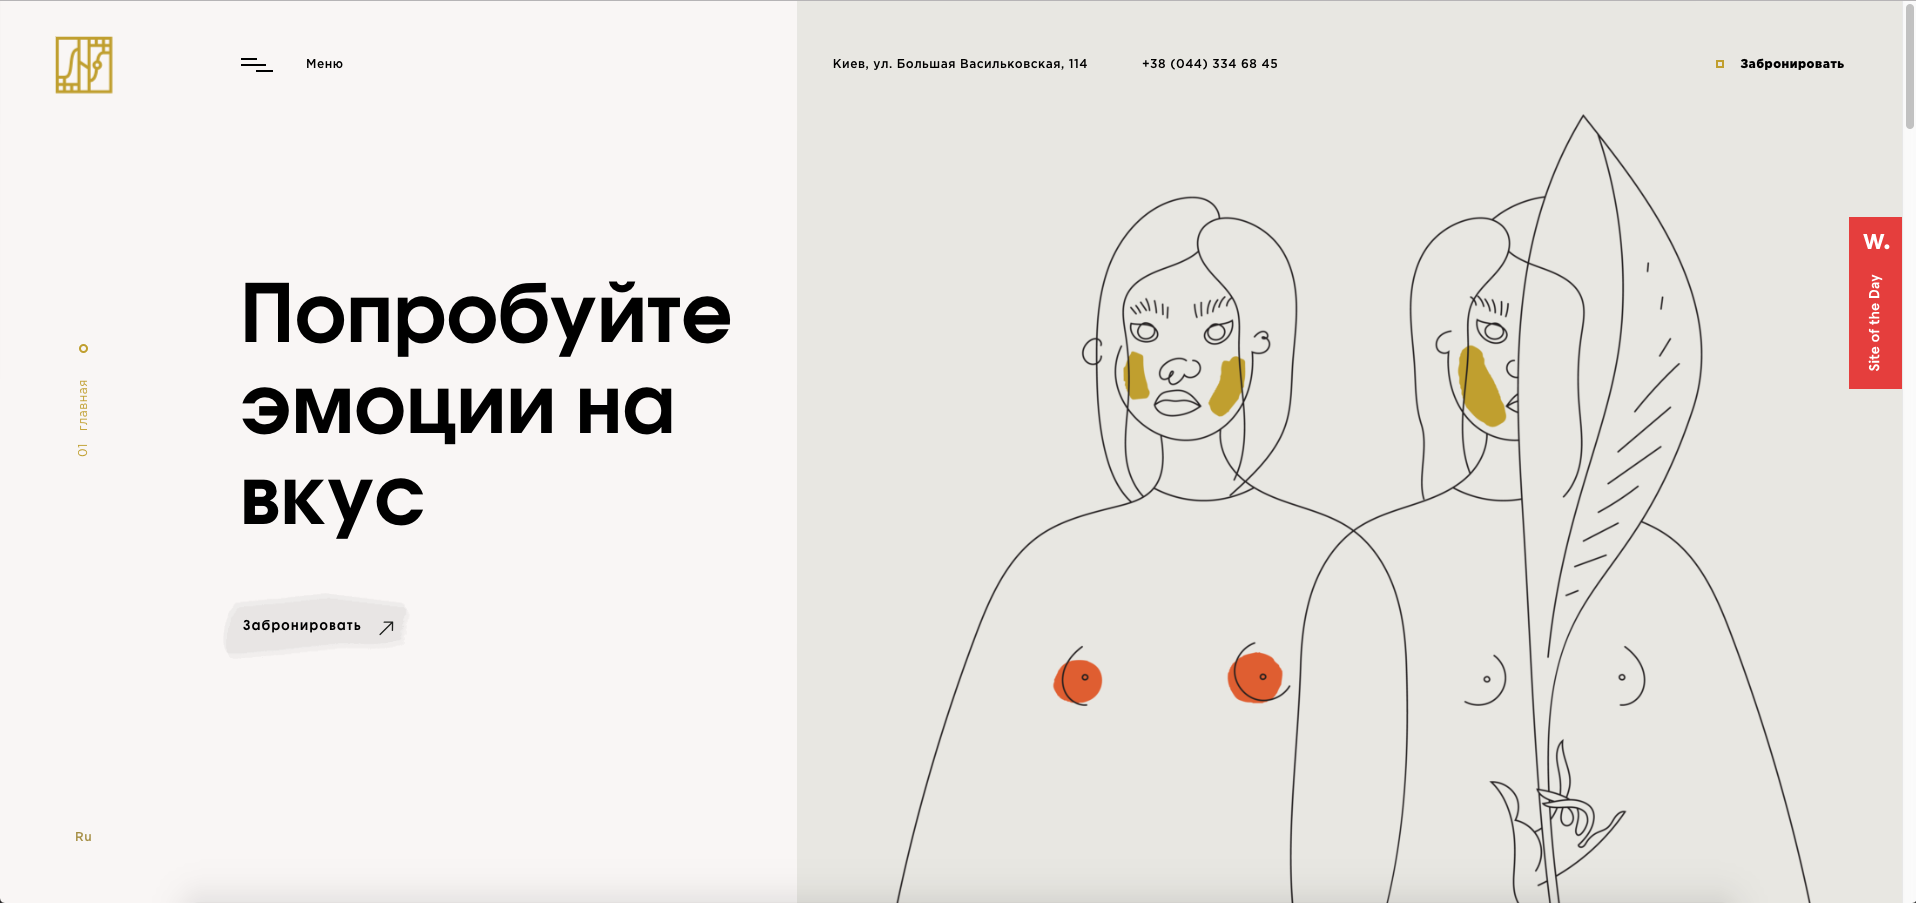 Меню
Киев, ул. Большая Васильковская, 114
+38 (044) 334 68 45
Забронировать
W.
Site of the Day
Попробуйте
эмоции на
вкус
01 главная
Забронировать
Ru